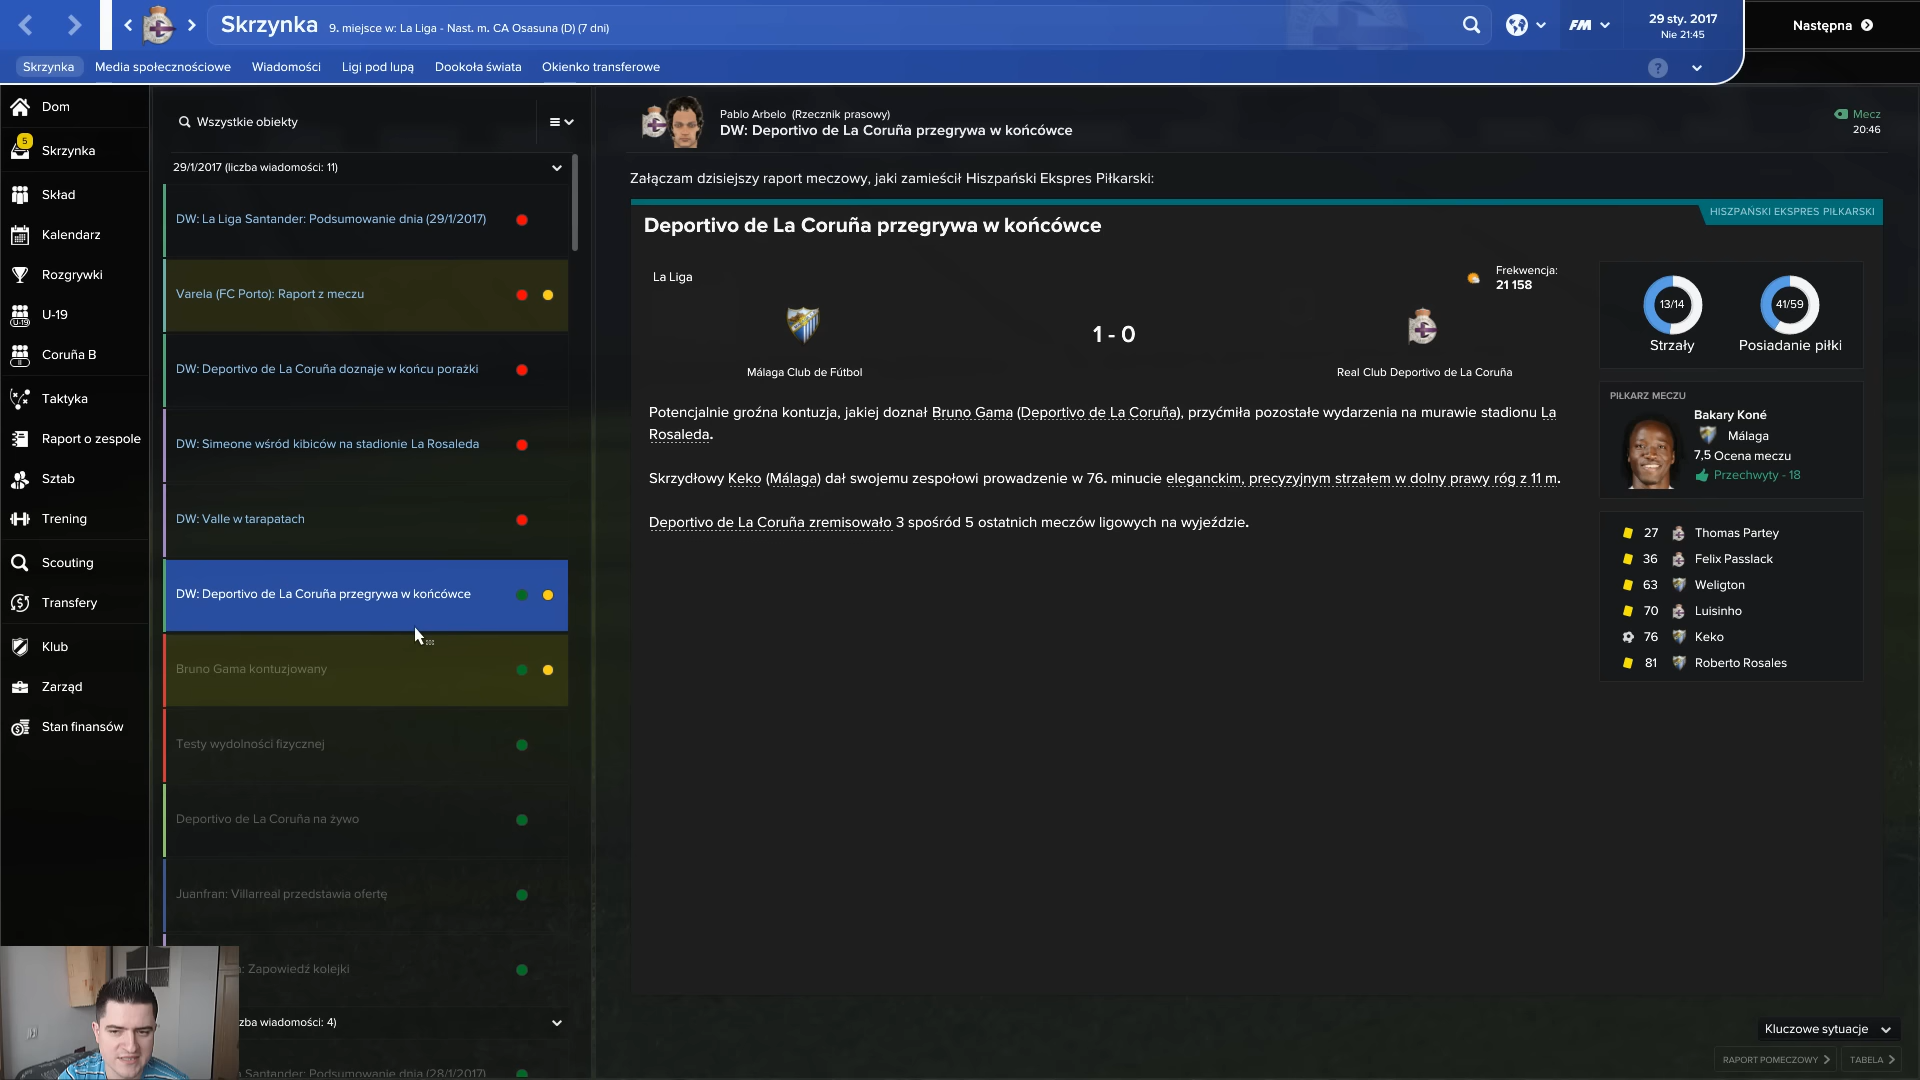 Skrzynka
9. miejsce w: La Liga - Nast. m. CA Osasuna (D) (7 dni)
FM
29 sty. 2017
Nie 21:45
Następna
Skrzynka
Media społecznościowe
Wiadomości
Ligi pod lupą
Dookoła świata
Okienko transferowe
?
Dom
5
Skrzynka
Skład
Kalendarz
Rozgrywki
U-19
U-19
Coruña B
II
Taktyka
Raport o zespole
Sztab
Trening
Scouting
Transfery
Klub
Zarząd
Stan finansów
Wszystkie obiekty
29/1/2017 (liczba wiadomości: 11)
DW: La Liga Santander: Podsumowanie dnia (29/1/2017)
Varela (FC Porto): Raport z meczu
DW: Deportivo de La Coruña doznaje w końcu porażki
DW: Simeone wśród kibiców na stadionie La Rosaleda
DW: Valle w tarapatach
DW: Deportivo de La Coruña przegrywa w końcówce
Bruno Gama kontuzjowany
Testy wydolności fizycznej
Deportivo de La Coruña na żywo
Juanfran: Villarreal przedstawia ofertę
: Zapowiedź kolejki
zba wiadomości: 4)
Santander: Podsumowanie dnia (28/1/2017)
Pablo Arbelo (Rzecznik prasowy)
DW: Deportivo de La Coruña przegrywa w końcówce
Mecz
20:46
Załączam dzisiejszy raport meczowy, jaki zamieścił Hiszpański Ekspres Piłkarski:
HISZPAŃSKI EKSPRES PIŁKARSKI
Deportivo de La Coruña przegrywa w końcówce
La Liga
Frekwencja:
21 158
1 - 0
Málaga Club de Fútbol
Real Club Deportivo de La Coruña
Potencjalnie groźna kontuzja, jakiej doznał Bruno Gama (Deportivo de La Coruña), przyćmiła pozostałe wydarzenia na murawie stadionu La
Rosaleda.
Skrzydłowy Keko (Málaga) dał swojemu zespołowi prowadzenie w 76. minucie eleganckim, precyzyjnym strzałem w dolny prawy róg z 11 m.
Deportivo de La Coruña zremisowało 3 spośród 5 ostatnich meczów ligowych na wyjeździe.
13/14
41/59
Strzały
Posiadanie piłki
PIŁKARZ MECZU
Bakary Koné
Málaga
7,5 Ocena meczu
Przechwyty - 18
27 Thomas Partey
36 Felix Passlack
63 Weligton
70 Luisinho
76 Keko
81 Roberto Rosales
Kluczowe sytuacje
RAPORT POMECZOWY
TABELA